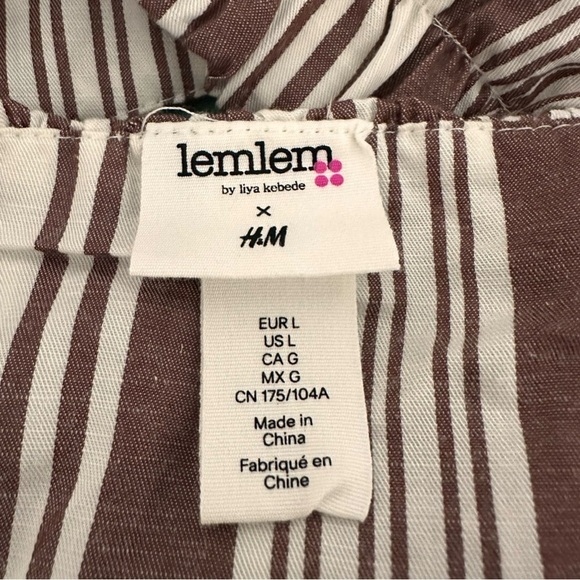 lemlem
by liya kebede
x
H&M
EUR L
US L
CA G
MX G
CN 175/104A
Made in
China
Fabriqué en
Chine